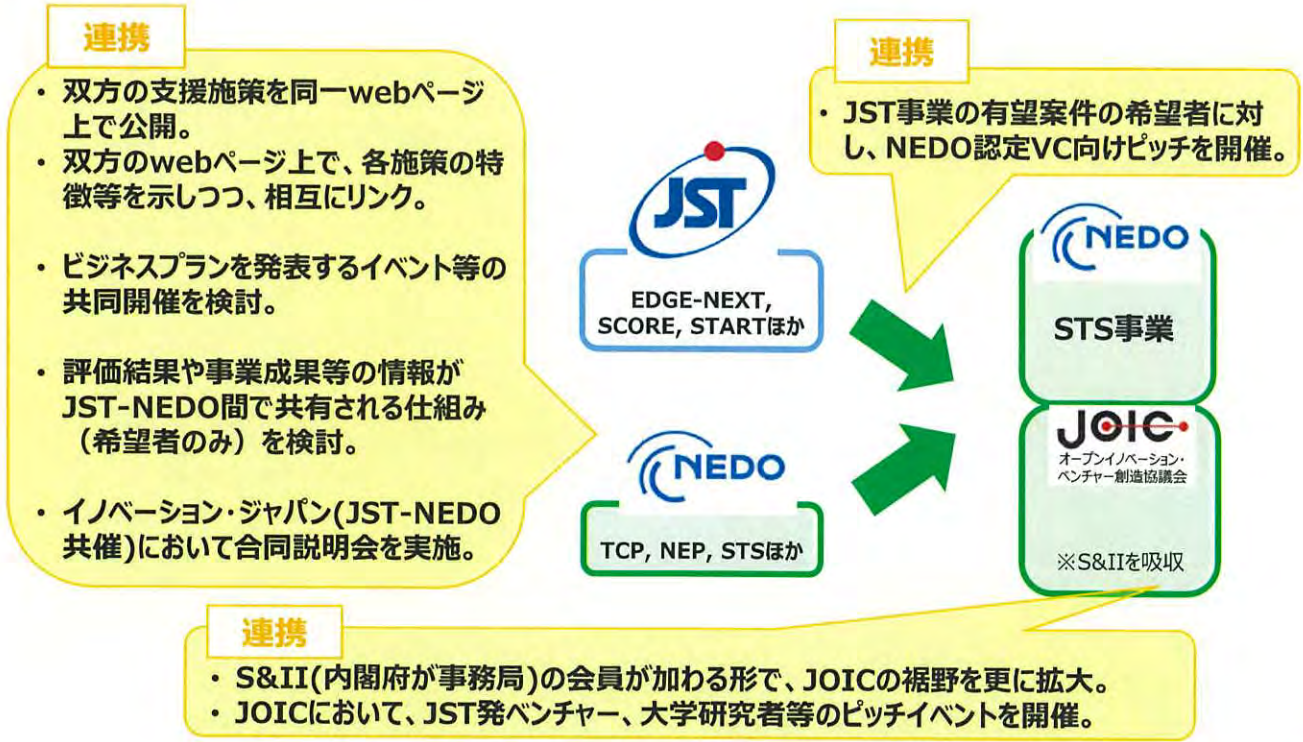 連携
・ 双方の支援施策を同一webページ
上で公開。
・ 双方のwebページ上で、各施策の特
徴等を示しつつ、相互にリンク。
・ ビジネスプランを発表するイベント等の
共同開催を検討。
・ 評価結果や事業成果等の情報が
JST-NEDO間で共有される仕組み
（希望者のみ）を検討。
・ イノベーション・ジャパン(JST-NEDO
共催)において合同説明会を実施。
連携
・ JST事業の有望案件の希望者に対
し、NEDO認定VC向けピッチを開催。
JST
EDGE-NEXT,
SCORE, STARTほか
NEDO
TCP, NEP, STSほか
NEDO
STS事業
JOIC
オープンイノベーション・
ベンチャー創造協議会
※S&IIを吸収
連携
・ S&II(内閣府が事務局)の会員が加わる形で、JOICの裾野を更に拡大。
・ JOICにおいて、JST発ベンチャー、大学研究者等のピッチイベントを開催。